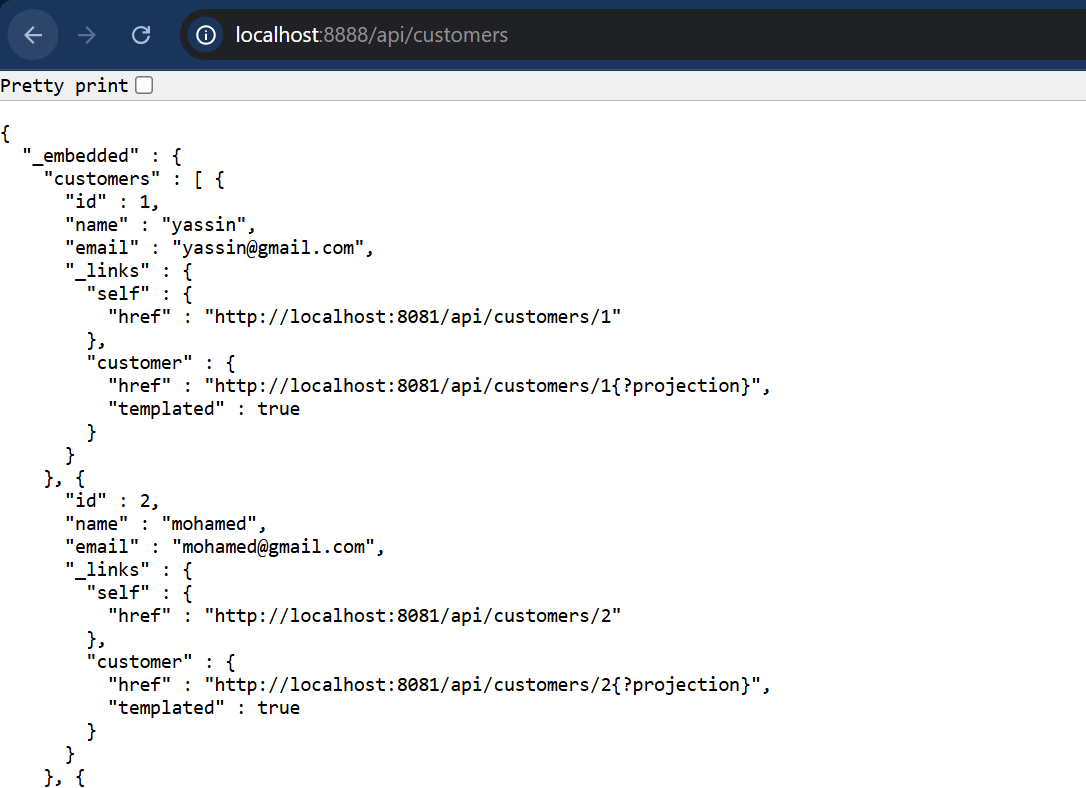 localhost:8888/api/customers
Pretty print
{
  "_embedded" : {
    "customers" : [ {
      "id" : 1,
      "name" : "yassin",
      "email" : "yassin@gmail.com",
      "_links" : {
        "self" : {
          "href" : "http://localhost:8081/api/customers/1"
        },
        "customer" : {
          "href" : "http://localhost:8081/api/customers/1{?projection}",
          "templated" : true
        }
      }
    }, {
      "id" : 2,
      "name" : "mohamed",
      "email" : "mohamed@gmail.com",
      "_links" : {
        "self" : {
          "href" : "http://localhost:8081/api/customers/2"
        },
        "customer" : {
          "href" : "http://localhost:8081/api/customers/2{?projection}",
          "templated" : true
        }
      }
    }, {